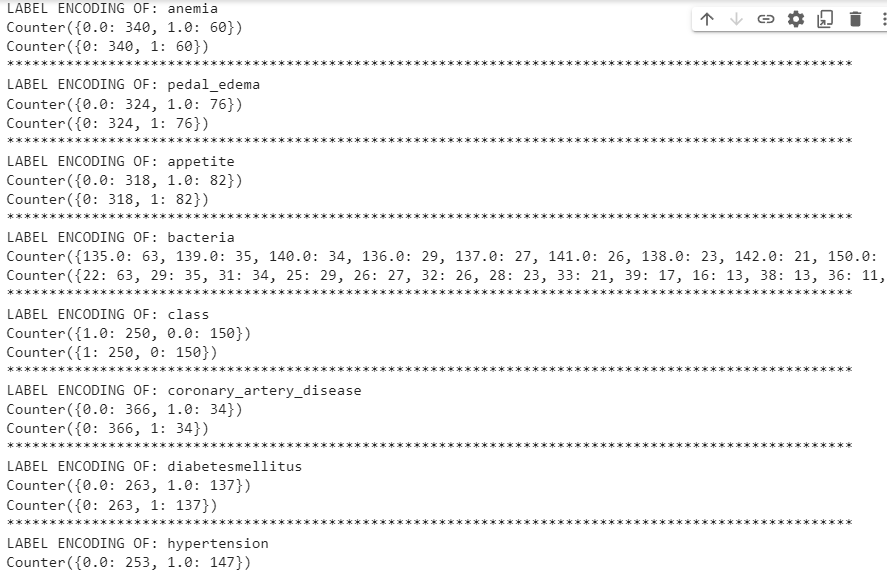 LABEL ENCODING OF: anemia
Counter({0.0: 340, 1.0: 60})
Counter({0: 340, 1: 60})
****************************************************************************************************
LABEL ENCODING OF: pedal_edema
Counter({0.0: 324, 1.0: 76})
Counter({0: 324, 1: 76})
****************************************************************************************************
LABEL ENCODING OF: appetite
Counter({0.0: 318, 1.0: 82})
Counter({0: 318, 1: 82})
****************************************************************************************************
LABEL ENCODING OF: bacteria
Counter({135.0: 63, 139.0: 35, 140.0: 34, 136.0: 29, 137.0: 27, 141.0: 26, 138.0: 23, 142.0: 21, 150.0:
Counter({22: 63, 29: 35, 31: 34, 25: 29, 26: 27, 32: 26, 28: 23, 33: 21, 39: 17, 16: 13, 38: 13, 36: 11,
****************************************************************************************************
LABEL ENCODING OF: class
Counter({1.0: 250, 0.0: 150})
Counter({1: 250, 0: 150})
****************************************************************************************************
LABEL ENCODING OF: coronary_artery_disease
Counter({0.0: 366, 1.0: 34})
Counter({0: 366, 1: 34})
****************************************************************************************************
LABEL ENCODING OF: diabetesmellitus
Counter({0.0: 263, 1.0: 137})
Counter({0: 263, 1: 137})
****************************************************************************************************
LABEL ENCODING OF: hypertension
Counter({0.0: 253, 1.0: 147})